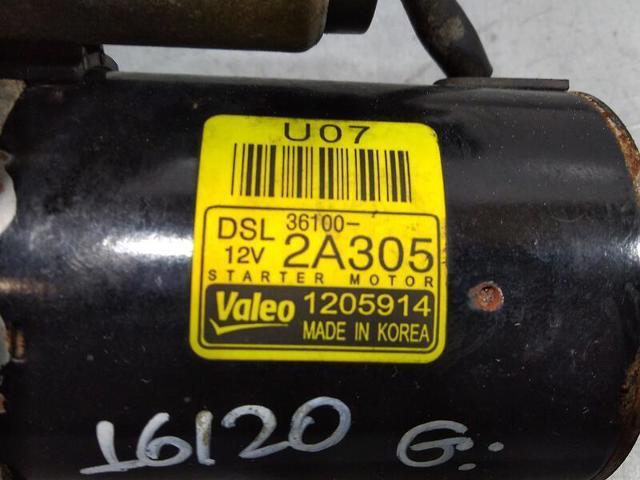 U07
DSL 36100-
12V 2A305
STARTER MOTOR
Valeo 1205914
MADE IN KOREA
16120 G:.